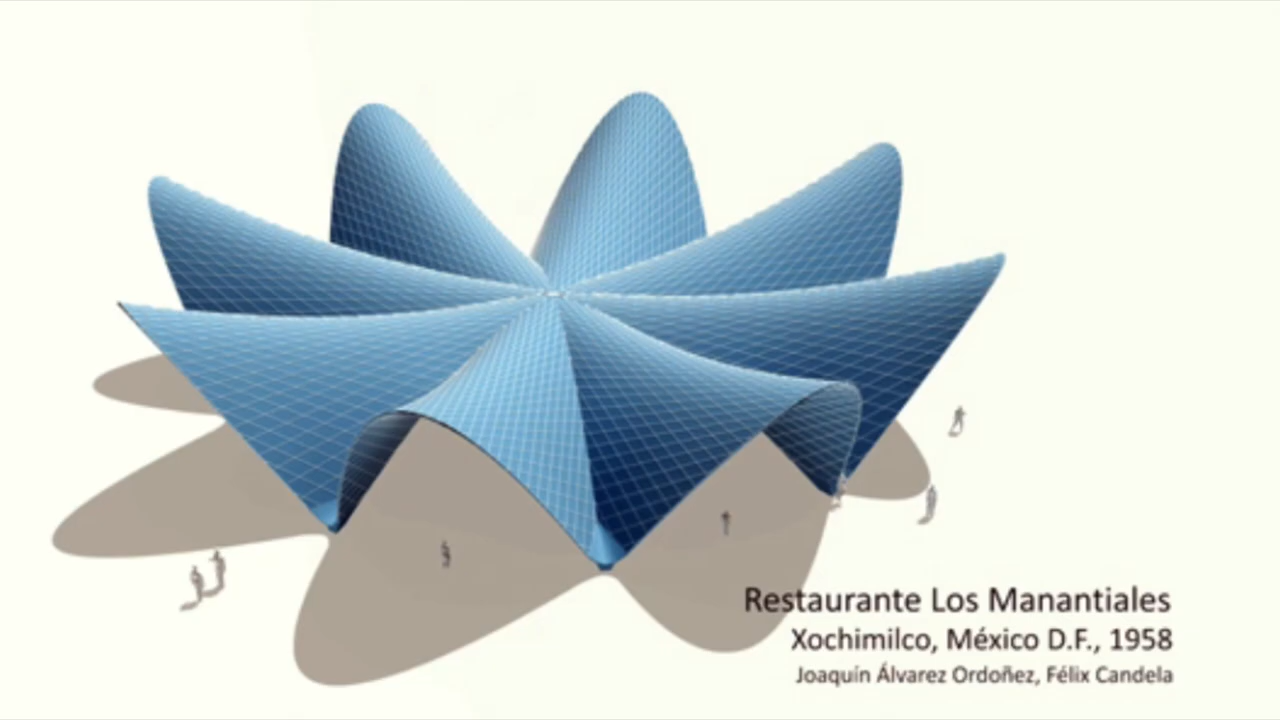 Restaurante Los Manantiales
Xochimilco, México D.F., 1958
Joaquín Álvarez Ordoñez, Félix Candela